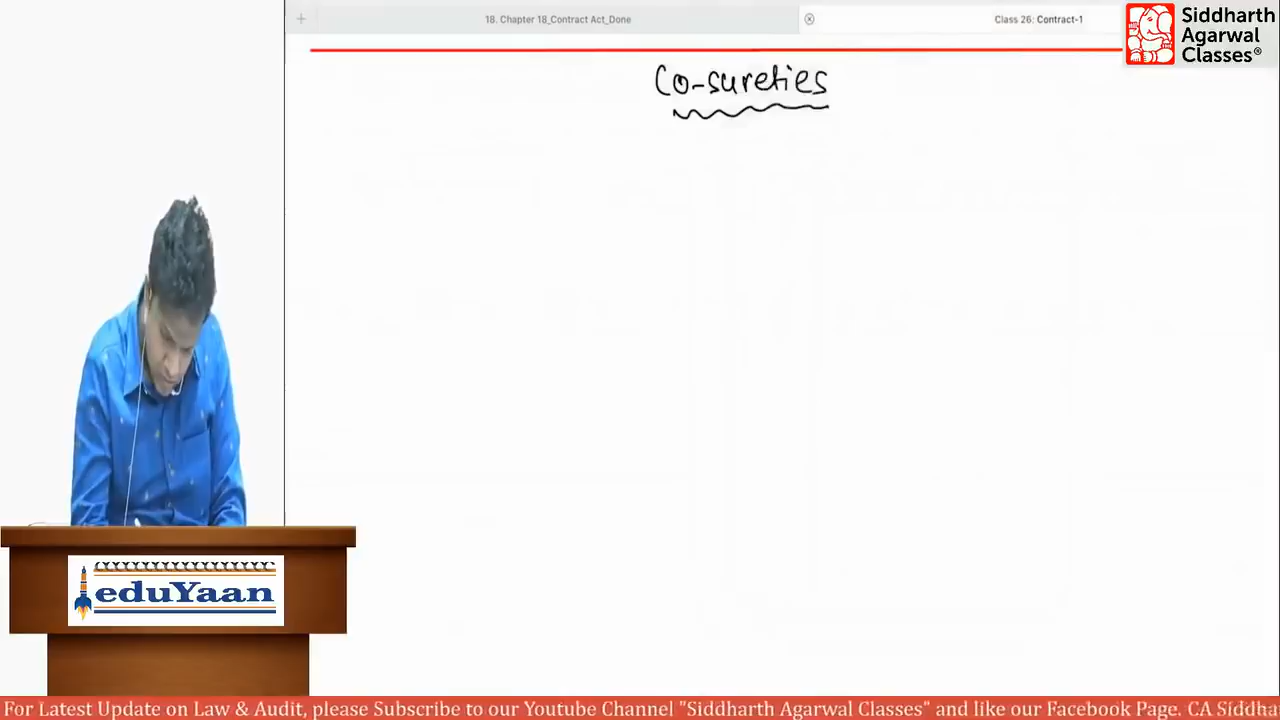 18. Chapter 18_Contract Act_Done
Class 26: Contract-1
Siddharth
Agarwal
Classes®
Co-sureties
eduYaan
For Latest Update on Law & Audit, please Subscribe to our Youtube Channel "Siddharth Agarwal Classes" and like our Facebook Page. CA Siddha